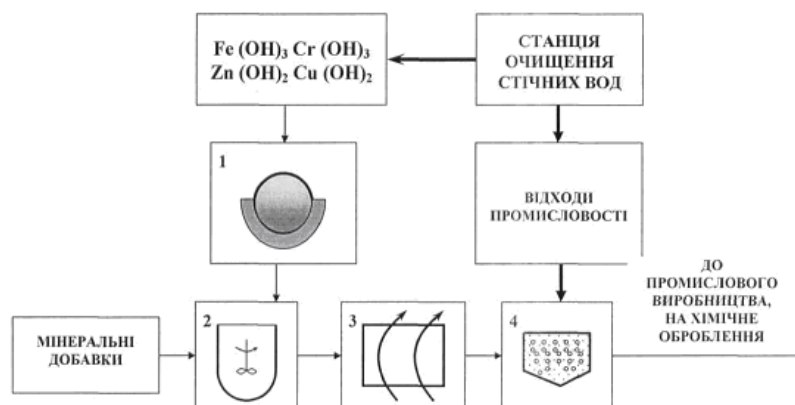 Fe (OH)₃ Cr (OH)₃
Zn (OH)₂ Cu (OH)₂
СТАНЦІЯ
ОЧИЩЕННЯ
СТІЧНИХ ВОД
1
ВІДХОДИ
ПРОМИСЛОВОСТІ
ДО
ПРОМИСЛОВОГО
ВИРОБНИЦТВА,
НА ХІМІЧНЕ
ОБРОБЛЕННЯ
МІНЕРАЛЬНІ
ДОБАВКИ
2
3
4